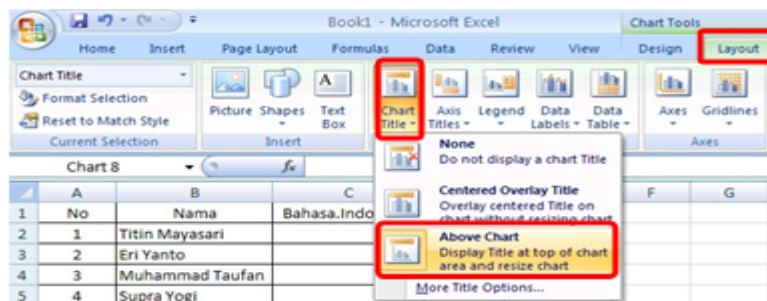 Book1 - Microsoft Excel
Chart Tools
Home Insert Page Layout Formulas Data Review View Design Layout
Chart Title
Format Selection
Reset to Match Style
Current Selection
Picture Shapes Text Box
Insert
Chart Title
Axis Titles
Legend
Data Labels
Data Table
Axes Gridlines
Axes
None
Do not display a chart Title
Centered Overlay Title
Overlay centered Title on
chart without resizing chart
Above Chart
Display Title at top of chart
area and resize chart
More Title Options...
Chart 8 fx
A B C F G
1 No Nama Bahasa.Indo
2 1 Titin Mayasari
3 2 Eri Yanto
4 3 Muhammad Taufan
5 4 Supra Yogi